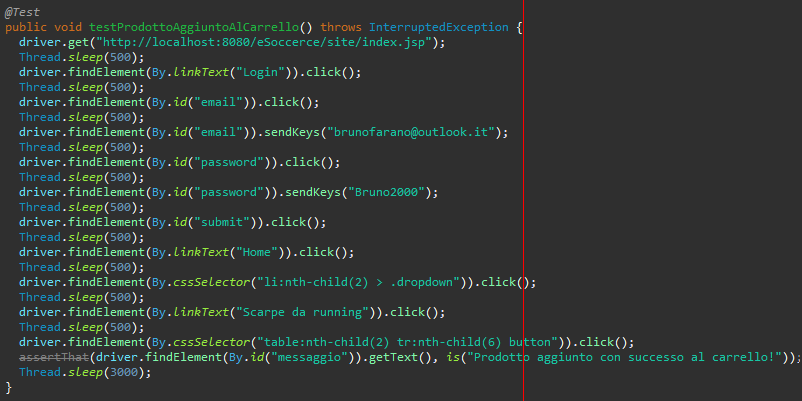 @Test
public void testProdottoAggiuntoAlCarrello() throws InterruptedException {
  driver.get("http://localhost:8080/eSoccerce/site/index.jsp");
  Thread.sleep(500);
  driver.findElement(By.linkText("Login")).click();
  Thread.sleep(500);
  driver.findElement(By.id("email")).click();
  Thread.sleep(500);
  driver.findElement(By.id("email")).sendKeys("brunofarano@outlook.it");
  Thread.sleep(500);
  driver.findElement(By.id("password")).click();
  Thread.sleep(500);
  driver.findElement(By.id("password")).sendKeys("Bruno2000");
  Thread.sleep(500);
  driver.findElement(By.id("submit")).click();
  Thread.sleep(500);
  driver.findElement(By.linkText("Home")).click();
  Thread.sleep(500);
  driver.findElement(By.cssSelector("li:nth-child(2) > .dropdown")).click();
  Thread.sleep(500);
  driver.findElement(By.linkText("Scarpe da running")).click();
  Thread.sleep(500);
  driver.findElement(By.cssSelector("table:nth-child(2) tr:nth-child(6) button")).click();
  assertThat(driver.findElement(By.id("messaggio")).getText(), is("Prodotto aggiunto con successo al carrello!"));
  Thread.sleep(3000);
}